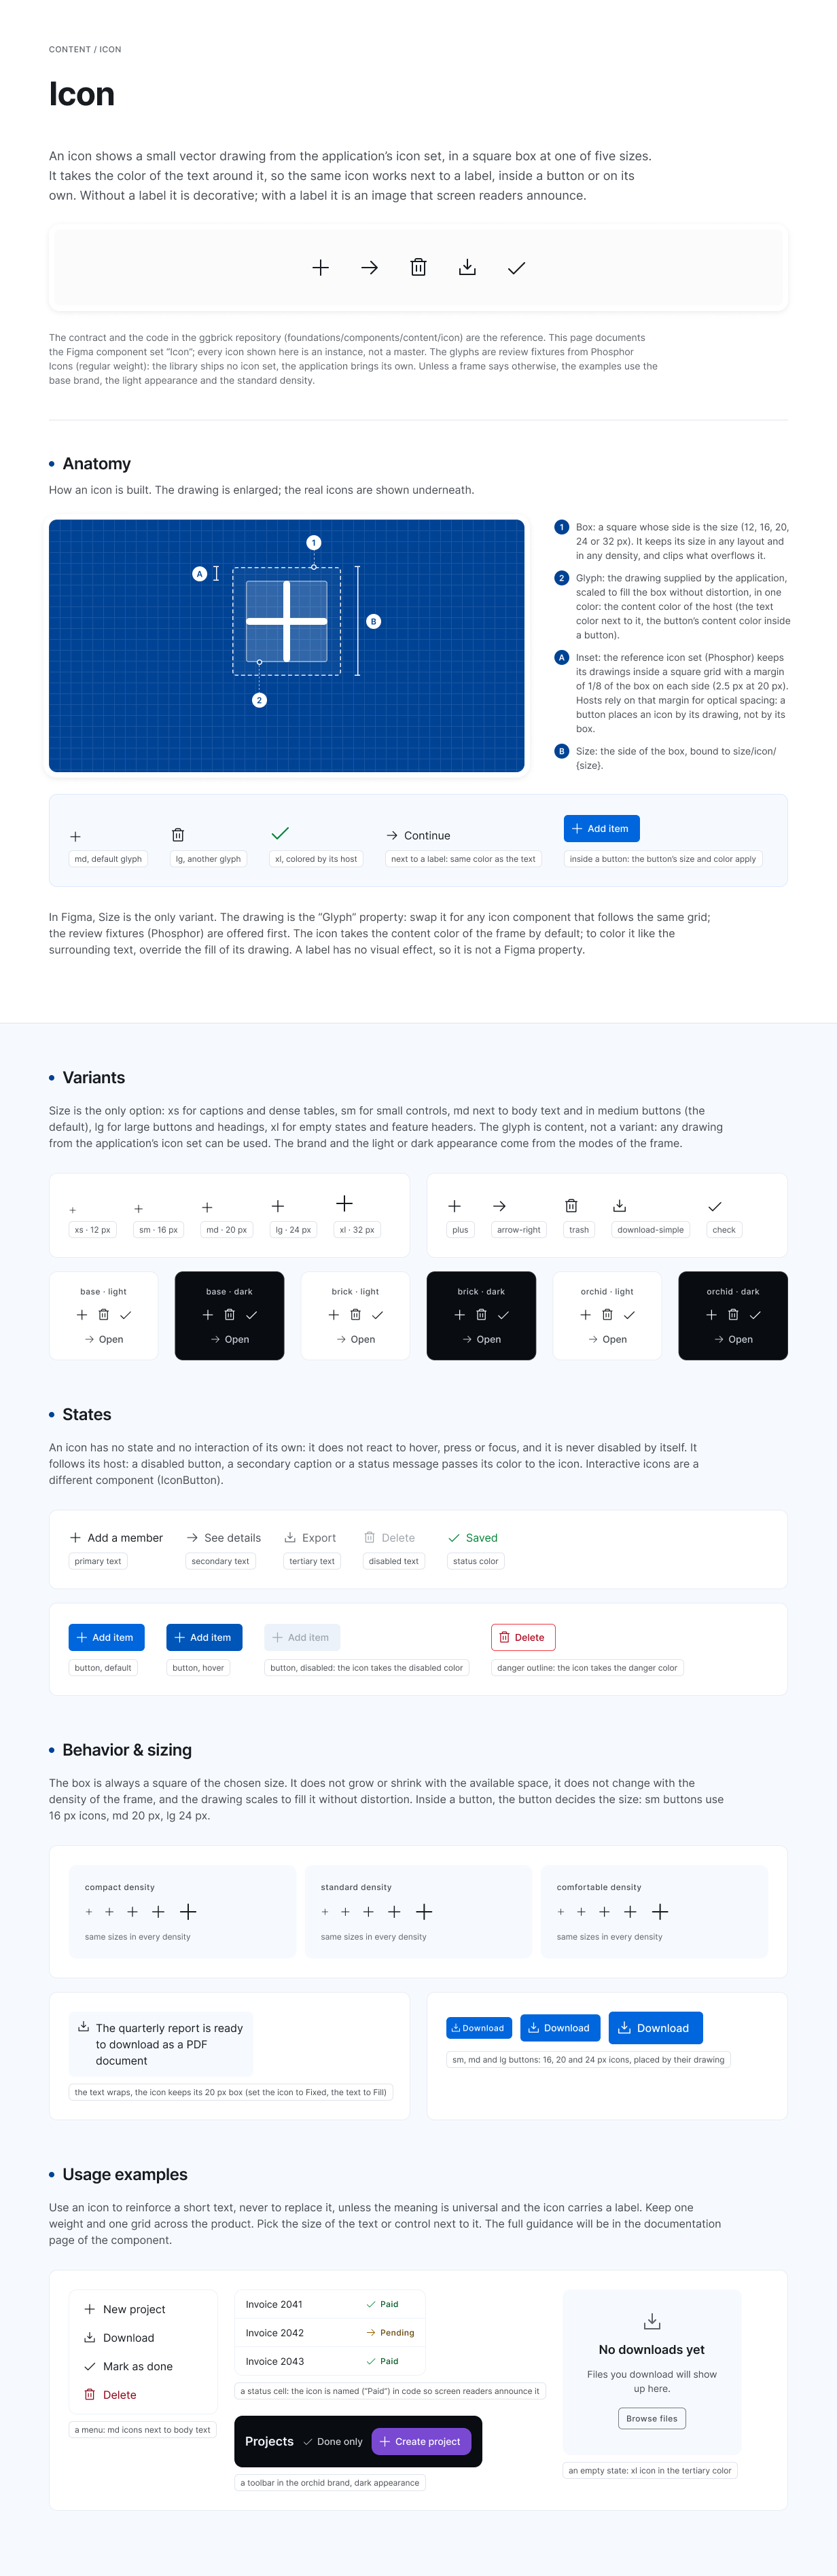 CONTENT / ICON
Icon
An icon shows a small vector drawing from the application’s icon set, in a square box at one of five sizes.
It takes the color of the text around it, so the same icon works next to a label, inside a button or on its
own. Without a label it is decorative; with a label it is an image that screen readers announce.
The contract and the code in the ggbrick repository (foundations/components/content/icon) are the reference. This page documents
the Figma component set “Icon”; every icon shown here is an instance, not a master. The glyphs are review fixtures from Phosphor
Icons (regular weight): the library ships no icon set, the application brings its own. Unless a frame says otherwise, the examples use the
base brand, the light appearance and the standard density.
Anatomy
How an icon is built. The drawing is enlarged; the real icons are shown underneath.
1
A
B
2
1 Box: a square whose side is the size (12, 16, 20,
24 or 32 px). It keeps its size in any layout and
in any density, and clips what overflows it.
2 Glyph: the drawing supplied by the application,
scaled to fill the box without distortion, in one
color: the content color of the host (the text
color next to it, the button’s content color inside
a button).
A Inset: the reference icon set (Phosphor) keeps
its drawings inside a square grid with a margin
of 1/8 of the box on each side (2.5 px at 20 px).
Hosts rely on that margin for optical spacing: a
button places an icon by its drawing, not by its
box.
B Size: the side of the box, bound to size/icon/
{size}.
Continue
Add item
md, default glyph
lg, another glyph
xl, colored by its host
next to a label: same color as the text
inside a button: the button’s size and color apply
In Figma, Size is the only variant. The drawing is the “Glyph” property: swap it for any icon component that follows the same grid;
the review fixtures (Phosphor) are offered first. The icon takes the content color of the frame by default; to color it like the
surrounding text, override the fill of its drawing. A label has no visual effect, so it is not a Figma property.
Variants
Size is the only option: xs for captions and dense tables, sm for small controls, md next to body text and in medium buttons (the
default), lg for large buttons and headings, xl for empty states and feature headers. The glyph is content, not a variant: any drawing
from the application’s icon set can be used. The brand and the light or dark appearance come from the modes of the frame.
xs · 12 px
sm · 16 px
md · 20 px
lg · 24 px
xl · 32 px
plus
arrow-right
trash
download-simple
check
base · light
Open
base · dark
Open
brick · light
Open
brick · dark
Open
orchid · light
Open
orchid · dark
Open
States
An icon has no state and no interaction of its own: it does not react to hover, press or focus, and it is never disabled by itself. It
follows its host: a disabled button, a secondary caption or a status message passes its color to the icon. Interactive icons are a
different component (IconButton).
Add a member
See details
Export
Delete
Saved
primary text
secondary text
tertiary text
disabled text
status color
Add item
Add item
Add item
Delete
button, default
button, hover
button, disabled: the icon takes the disabled color
danger outline: the icon takes the danger color
Behavior & sizing
The box is always a square of the chosen size. It does not grow or shrink with the available space, it does not change with the
density of the frame, and the drawing scales to fill it without distortion. Inside a button, the button decides the size: sm buttons use
16 px icons, md 20 px, lg 24 px.
compact density
same sizes in every density
standard density
same sizes in every density
comfortable density
same sizes in every density
The quarterly report is ready
to download as a PDF
document
the text wraps, the icon keeps its 20 px box (set the icon to Fixed, the text to Fill)
Download
Download
Download
sm, md and lg buttons: 16, 20 and 24 px icons, placed by their drawing
Usage examples
Use an icon to reinforce a short text, never to replace it, unless the meaning is universal and the icon carries a label. Keep one
weight and one grid across the product. Pick the size of the text or control next to it. The full guidance will be in the documentation
page of the component.
New project
Download
Mark as done
Delete
a menu: md icons next to body text
Invoice 2041 Paid
Invoice 2042 Pending
Invoice 2043 Paid
a status cell: the icon is named (“Paid”) in code so screen readers announce it
Projects
Done only
Create project
a toolbar in the orchid brand, dark appearance
No downloads yet
Files you download will show
up here.
Browse files
an empty state: xl icon in the tertiary color